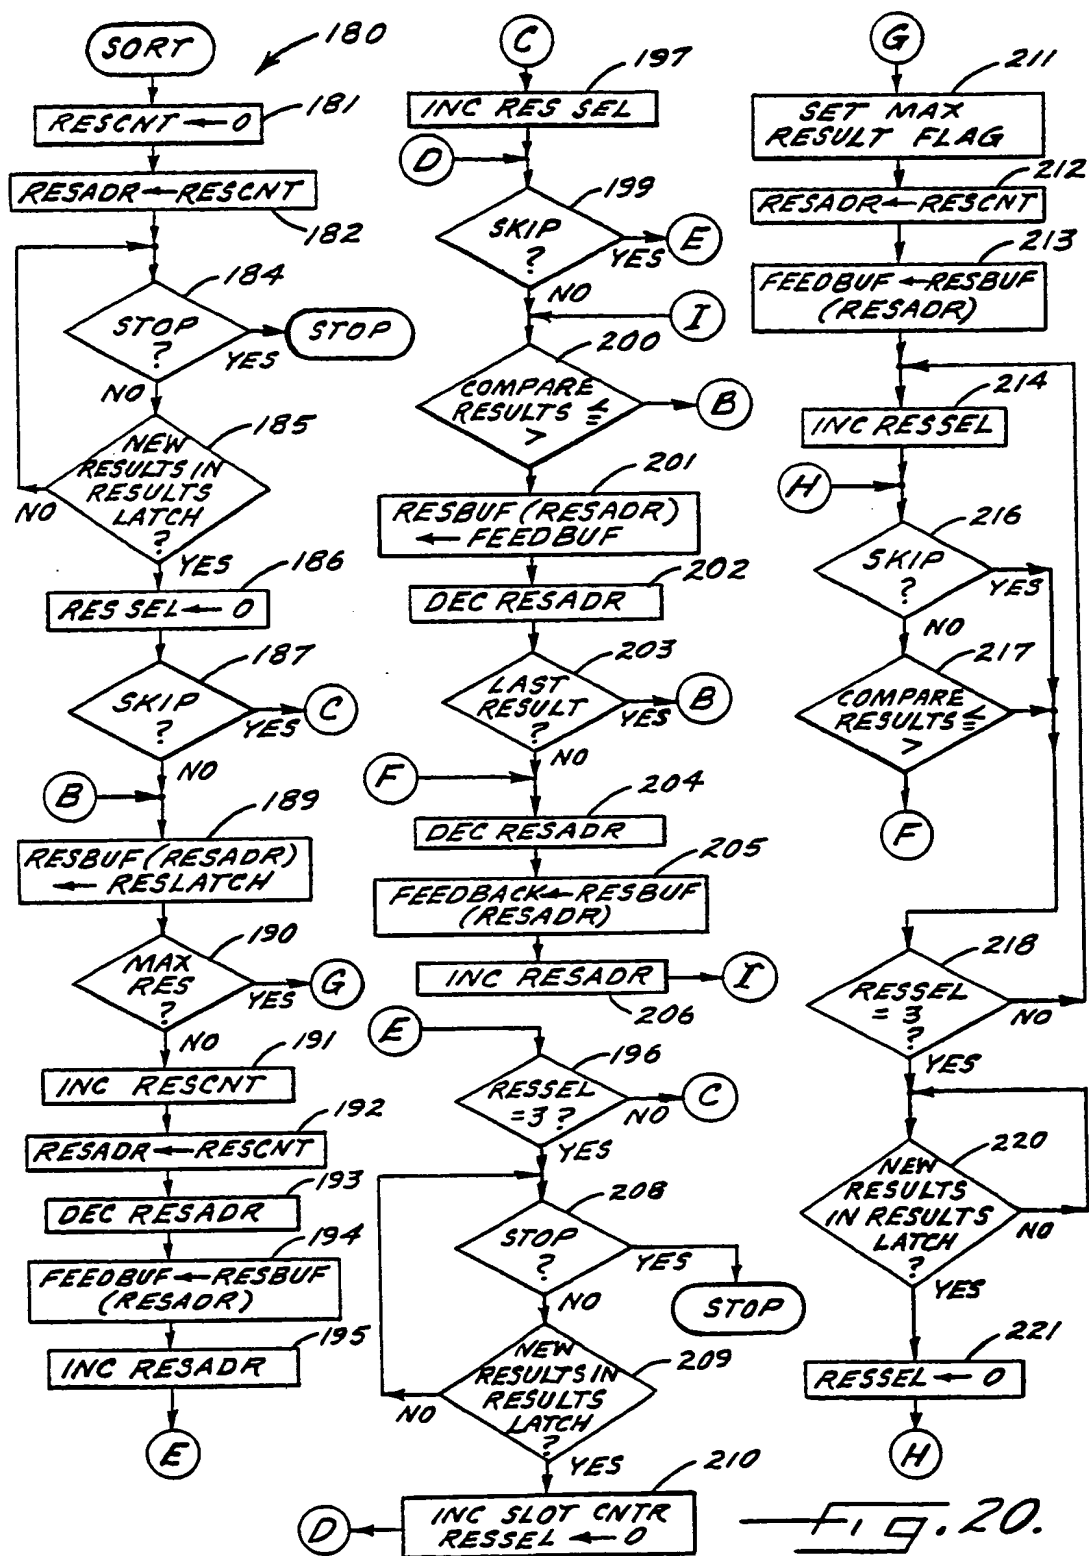 SORT
180
RESCNT ← 0
181
RESADR ← RESCNT
182
184
STOP
?
YES
STOP
NO
185
NEW
RESULTS IN
RESULTS
LATCH
?
NO
YES
186
RESSEL ← 0
187
SKIP
?
YES
C
NO
B
189
RESBUF (RESADR)
← RESLATCH
190
MAX
RES
?
YES
G
NO
191
INC RESCNT
192
RESADR ← RESCNT
193
DEC RESADR
194
FEEDBUF ← RESBUF
(RESADR)
195
INC RESADR
E
C
197
INC RES SEL
D
199
SKIP
?
YES
E
NO
I
200
COMPARE
RESULTS ≤
>
B
201
RESBUF (RESADR)
← FEEDBUF
202
DEC RESADR
203
LAST
RESULT
?
YES
B
NO
F
204
DEC RESADR
205
FEEDBACK ← RESBUF
(RESADR)
INC RESADR
206
I
E
196
RESSEL
=3 ?
NO
C
YES
208
STOP
?
YES
STOP
NO
209
NEW
RESULTS IN
RESULTS
LATCH
?
NO
YES
210
INC SLOT CNTR
RESSEL ← 0
D
G
211
SET MAX
RESULT FLAG
212
RESADR ← RESCNT
213
FEEDBUF ← RESBUF
(RESADR)
214
INC RESSEL
H
216
SKIP
?
YES
NO
217
COMPARE
RESULTS ≤
>
F
218
RESSEL
= 3
?
NO
YES
220
NEW
RESULTS
IN RESULTS
LATCH
?
NO
YES
221
RESSEL ← 0
H
Fig. 20.